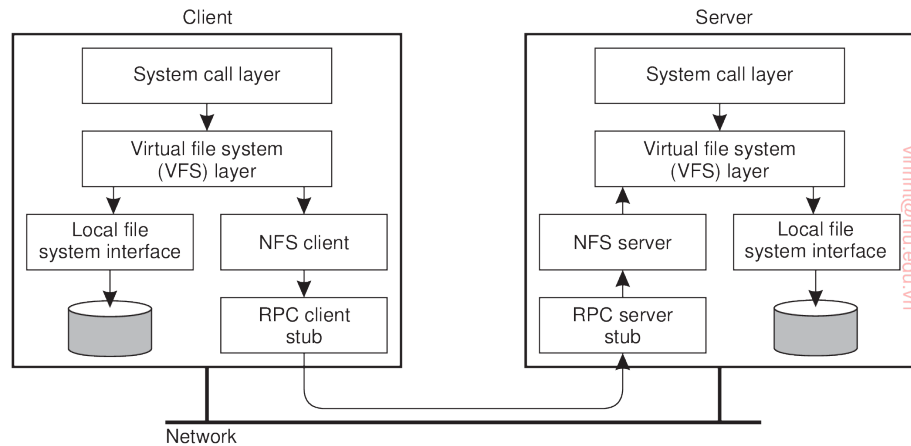 Client
Server
System call layer
System call layer
Virtual file system
(VFS) layer
Virtual file system
(VFS) layer
Local file
system interface
NFS client
NFS server
Local file
system interface
RPC client
stub
RPC server
stub
Network